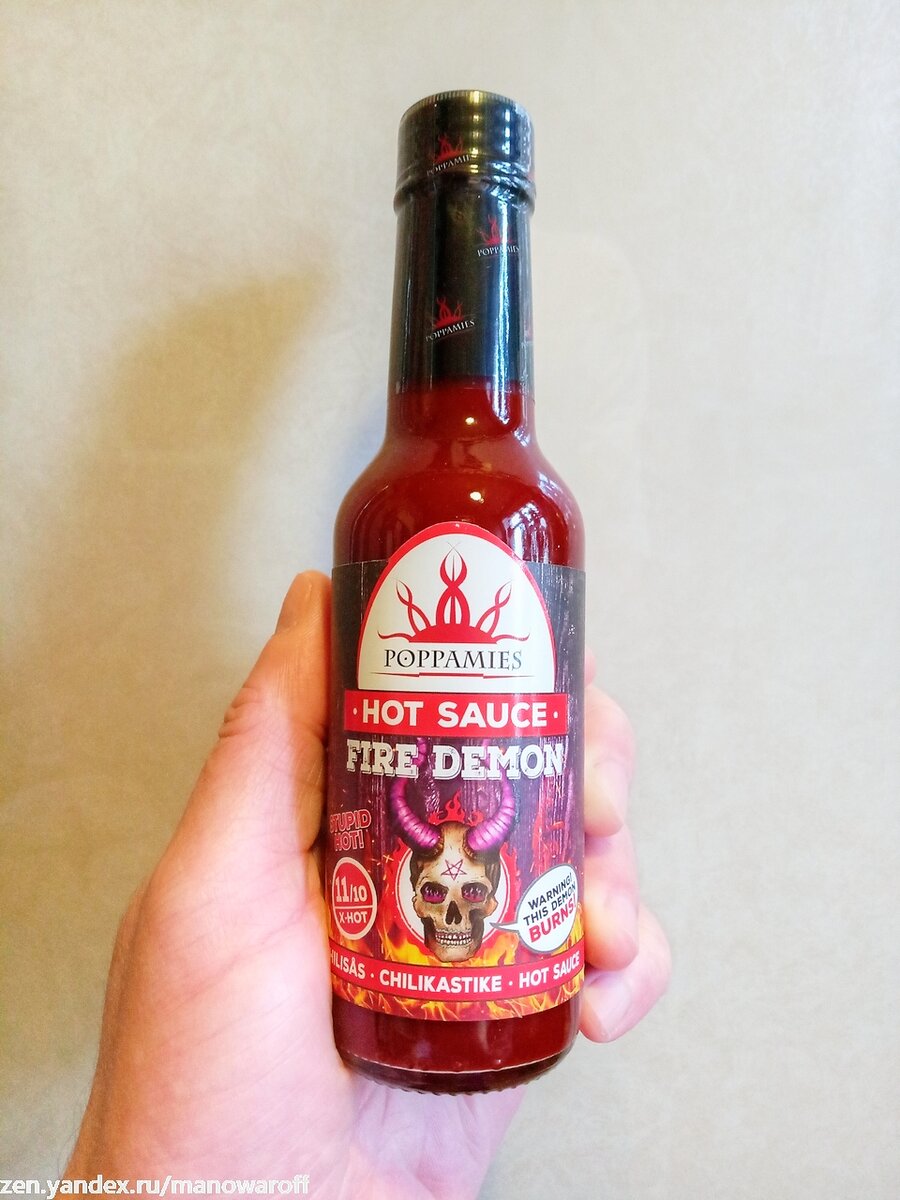 POPPAMIES
POPPAMIES
POPPAMIES
POPPAMIES
· HOT SAUCE ·
FIRE DEMON
STUPID
HOT!
11/10
X-HOT
WARNING!
THIS DEMON
BURNS!
· CHILIKASTIKE · HOT SAUCE
zen.yandex.ru/manowaroff